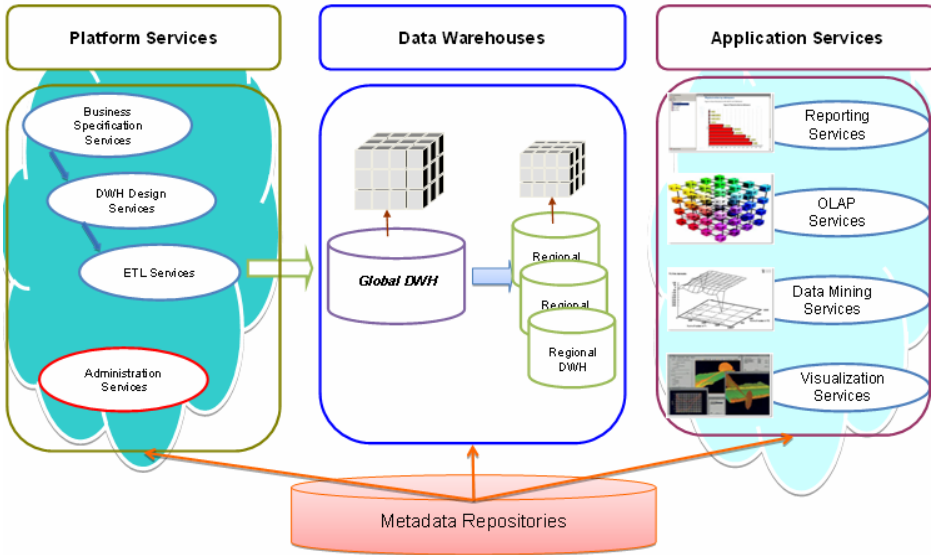 Platform Services
Data Warehouses
Application Services
Business
Specification
Services
DWH Design
Services
ETL Services
Administration
Services
Global DWH
Regional
Regional
Regional
DWH
Reporting
Services
OLAP
Services
Data Mining
Services
Visualization
Services
Metadata Repositories